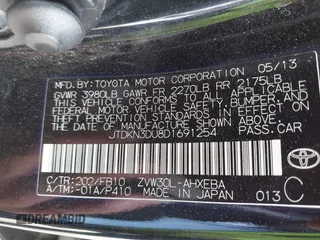 MFD. BY: TOYOTA MOTOR CORPORATION 05/13
GVWR 3980LB GAWR FR 2270LB RR 2175LB
THIS VEHICLE CONFORMS TO ALL APPLICABLE
FEDERAL MOTOR VEHICLE SAFETY, BUMPER, AND
THEFT PREVENTION STANDARDS IN EFFECT ON
THE DATE OF MANUFACTURE SHOWN ABOVE.
JTDKN3DU8D1691254
C/TR: 202/FB10 ZVW30L-AHXEBA
A/TM: -01A/P410 MADE IN JAPAN 013 C
TOYOTA
DREAMBID